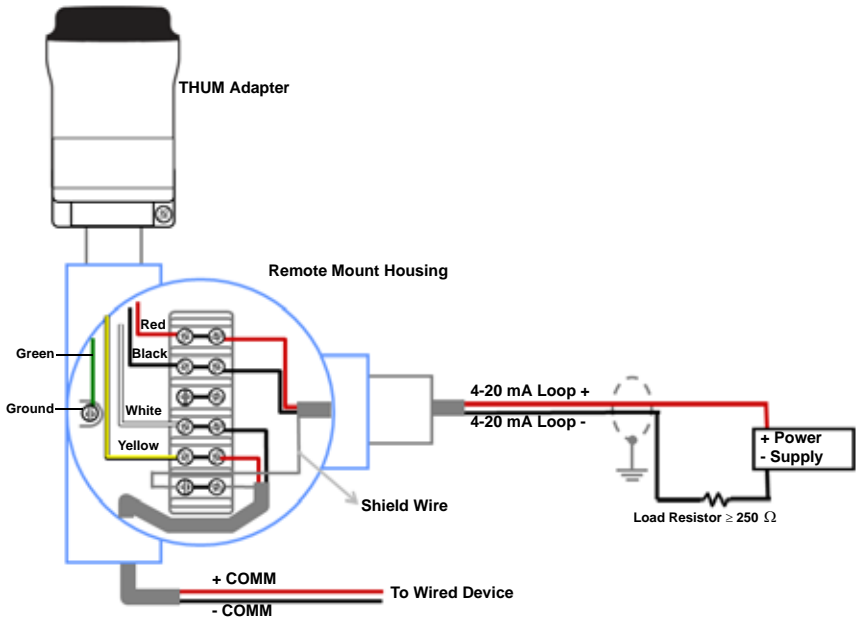 THUM Adapter
Remote Mount Housing
Red
Green
Black
Ground
White
Yellow
4-20 mA Loop +
4-20 mA Loop -
+ Power
- Supply
Shield Wire
Load Resistor ≥ 250 Ω
+ COMM
To Wired Device
- COMM